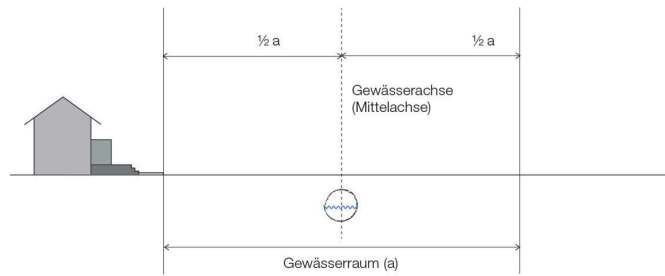 ½ a
½ a
Gewässerachse
(Mittelachse)
Gewässerraum (a)